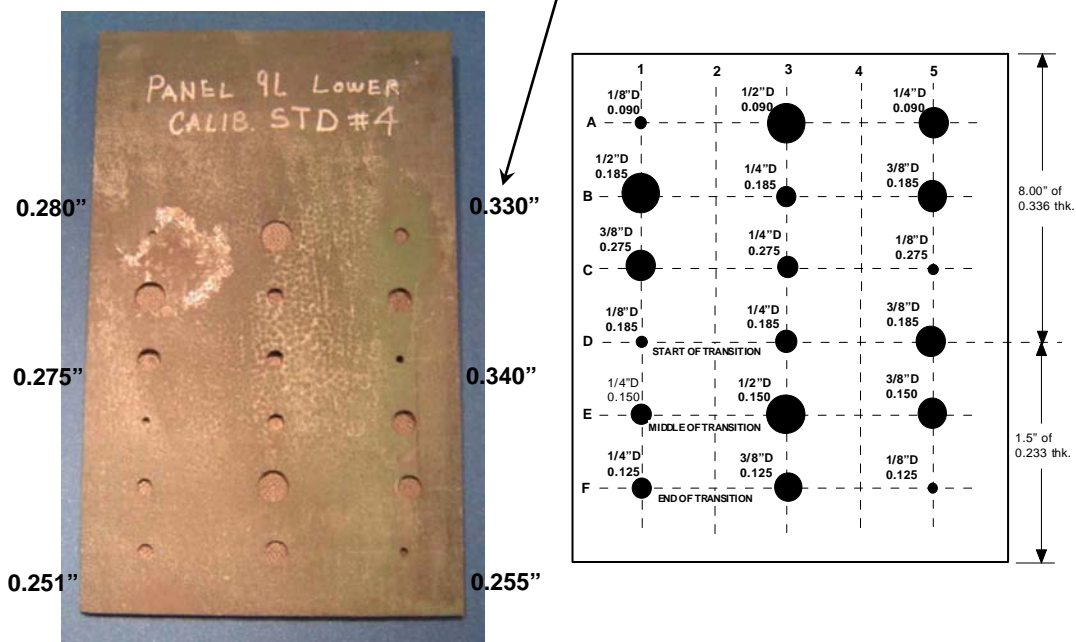 PANEL 9L LOWER
CALIB. STD #4
0.280”
0.330”
0.275”
0.340”
0.251”
0.255”
1 2 3 4 5
1/8”D
0.090
1/2”D
0.090
1/4”D
0.090
A
1/2”D
0.185
1/4”D
0.185
3/8”D
0.185
B
3/8”D
0.275
1/4”D
0.275
1/8”D
0.275
C
1/8”D
0.185
1/4”D
0.185
3/8”D
0.185
D
START OF TRANSITION
1/4”D
0.150
1/2”D
0.150
3/8”D
0.150
E
MIDDLE OF TRANSITION
1/4”D
0.125
3/8”D
0.125
1/8”D
0.125
F
END OF TRANSITION
8.00” of
0.336 thk.
1.5” of
0.233 thk.